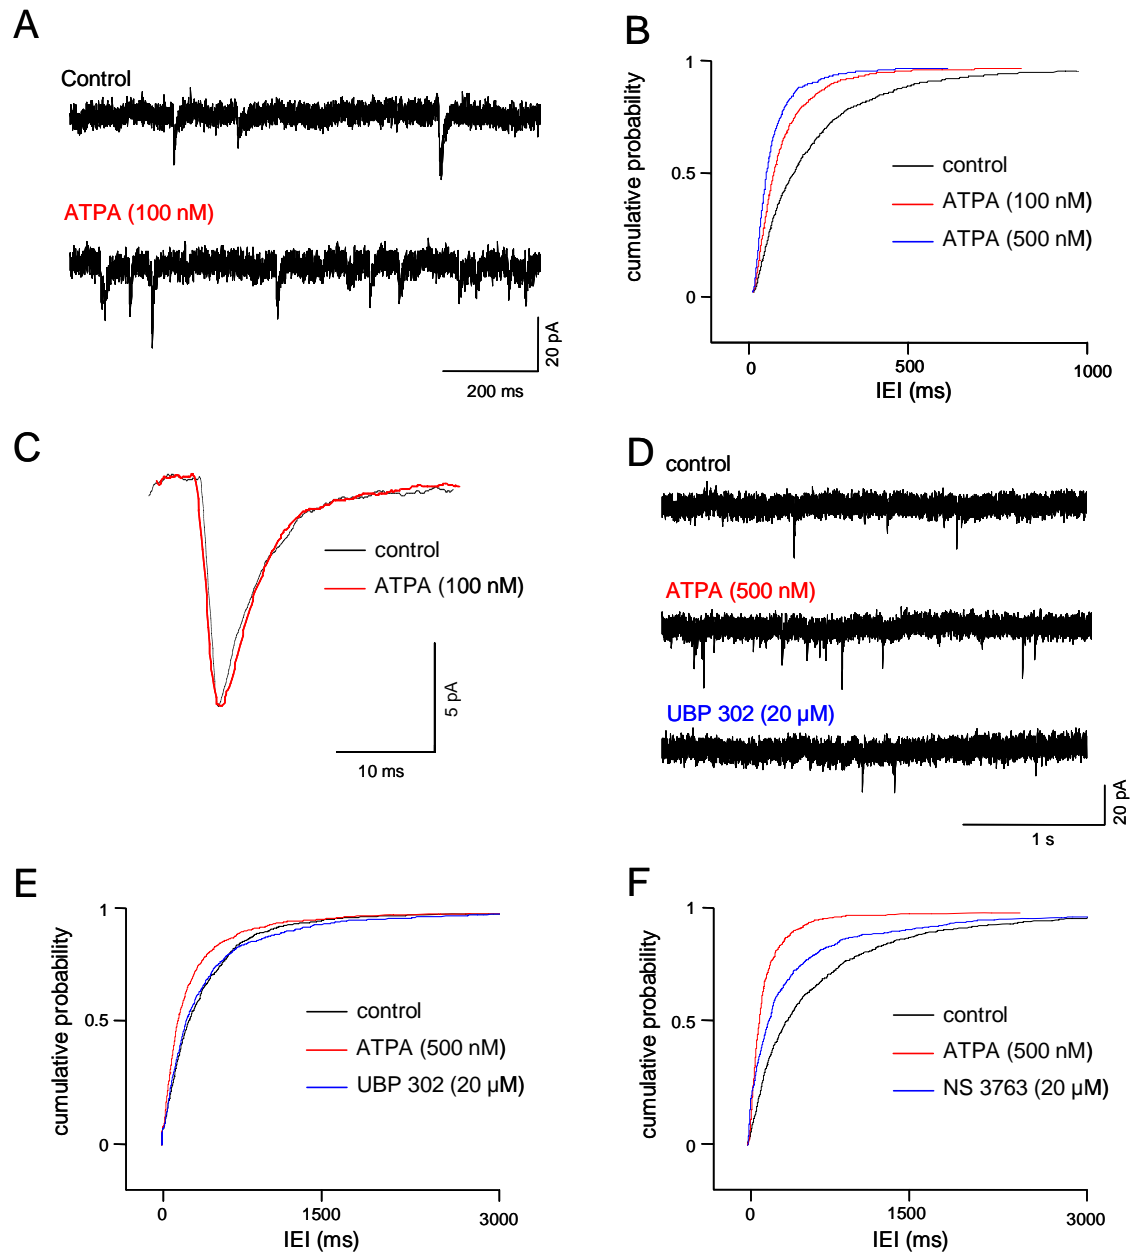 A
Control
ATPA (100 nM)
20 pA
200 ms
B
cumulative probability
1
0.5
0
control
ATPA (100 nM)
ATPA (500 nM)
0
500
1000
IEI (ms)
C
control
ATPA (100 nM)
5 pA
10 ms
D
control
ATPA (500 nM)
UBP 302 (20 µM)
20 pA
1 s
E
cumulative probability
1
0.5
0
control
ATPA (500 nM)
UBP 302 (20 µM)
0
1500
3000
IEI (ms)
F
cumulative probability
1
0.5
0
control
ATPA (500 nM)
NS 3763 (20 µM)
0
1500
3000
IEI (ms)